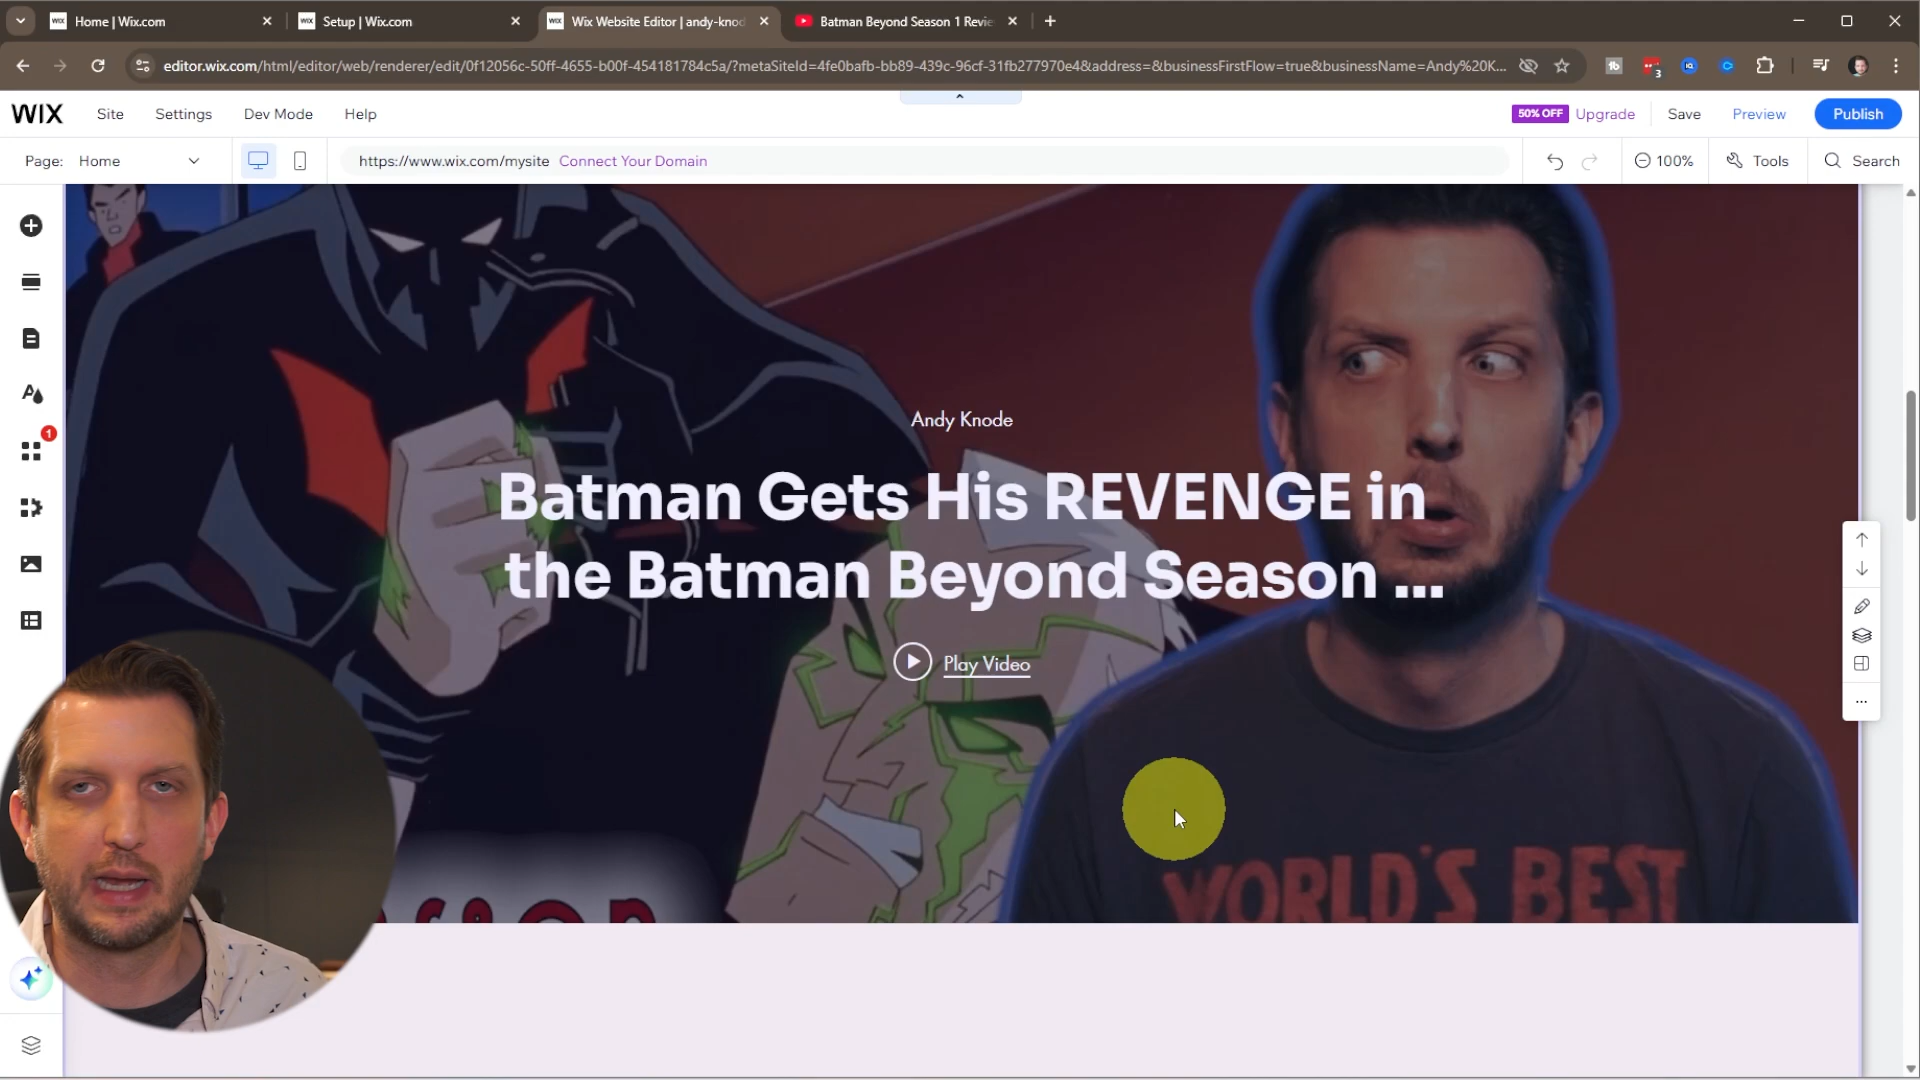 Home | Wix.com
Setup | Wix.com
Wix Website Editor | andy-knod
Batman Beyond Season 1 Revie
editor.wix.com/html/editor/web/renderer/edit/0f12056c-50ff-4655-b00f-454181784c5a/?metaSiteId=4fe0bafb-bb89-439c-96cf-31fb277970e4&address=&businessFirstFlow=true&businessName=Andy%20K...
3
WIX
Site
Settings
Dev Mode
Help
50% OFF
Upgrade
Save
Preview
Publish
Page: Home
https://www.wix.com/mysite Connect Your Domain
100%
Tools
Search
1
Andy Knode
Batman Gets His REVENGE in
the Batman Beyond Season ...
Play Video
WORLD'S BEST